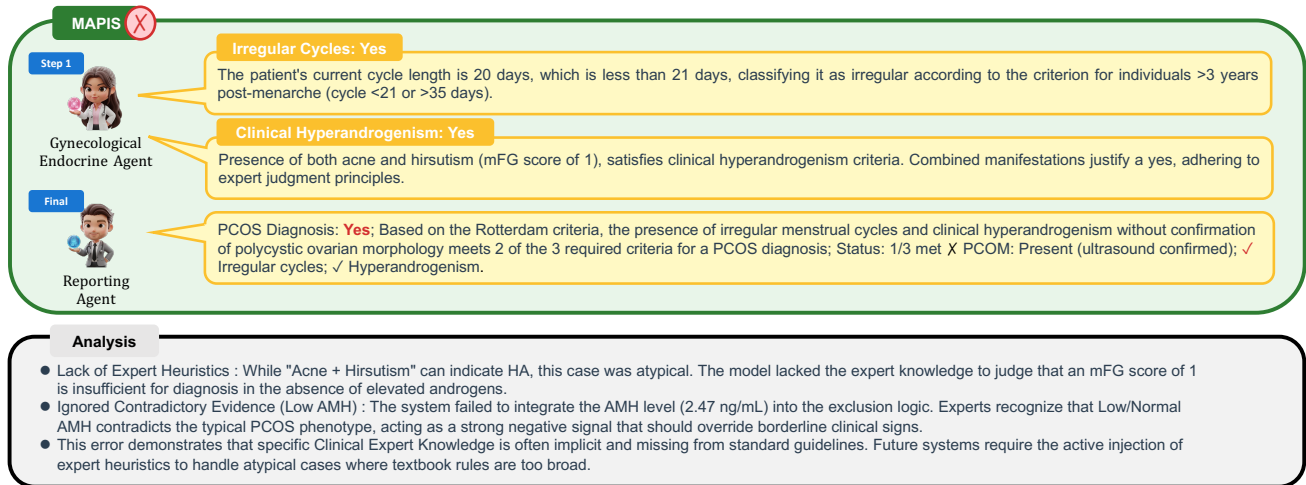 MAPIS
Step 1
Gynecological
Endocrine Agent
Irregular Cycles: Yes
The patient's current cycle length is 20 days, which is less than 21 days, classifying it as irregular according to the criterion for individuals >3 years
post-menarche (cycle <21 or >35 days).
Clinical Hyperandrogenism: Yes
Presence of both acne and hirsutism (mFG score of 1), satisfies clinical hyperandrogenism criteria. Combined manifestations justify a yes, adhering to
expert judgment principles.
Final
Reporting
Agent
PCOS Diagnosis: Yes; Based on the Rotterdam criteria, the presence of irregular menstrual cycles and clinical hyperandrogenism without confirmation
of polycystic ovarian morphology meets 2 of the 3 required criteria for a PCOS diagnosis; Status: 1/3 met ✗ PCOM: Present (ultrasound confirmed); ✓
Irregular cycles; ✓ Hyperandrogenism.
Analysis
● Lack of Expert Heuristics : While "Acne + Hirsutism" can indicate HA, this case was atypical. The model lacked the expert knowledge to judge that an mFG score of 1
is insufficient for diagnosis in the absence of elevated androgens.
● Ignored Contradictory Evidence (Low AMH) : The system failed to integrate the AMH level (2.47 ng/mL) into the exclusion logic. Experts recognize that Low/Normal
AMH contradicts the typical PCOS phenotype, acting as a strong negative signal that should override borderline clinical signs.
● This error demonstrates that specific Clinical Expert Knowledge is often implicit and missing from standard guidelines. Future systems require the active injection of
expert heuristics to handle atypical cases where textbook rules are too broad.